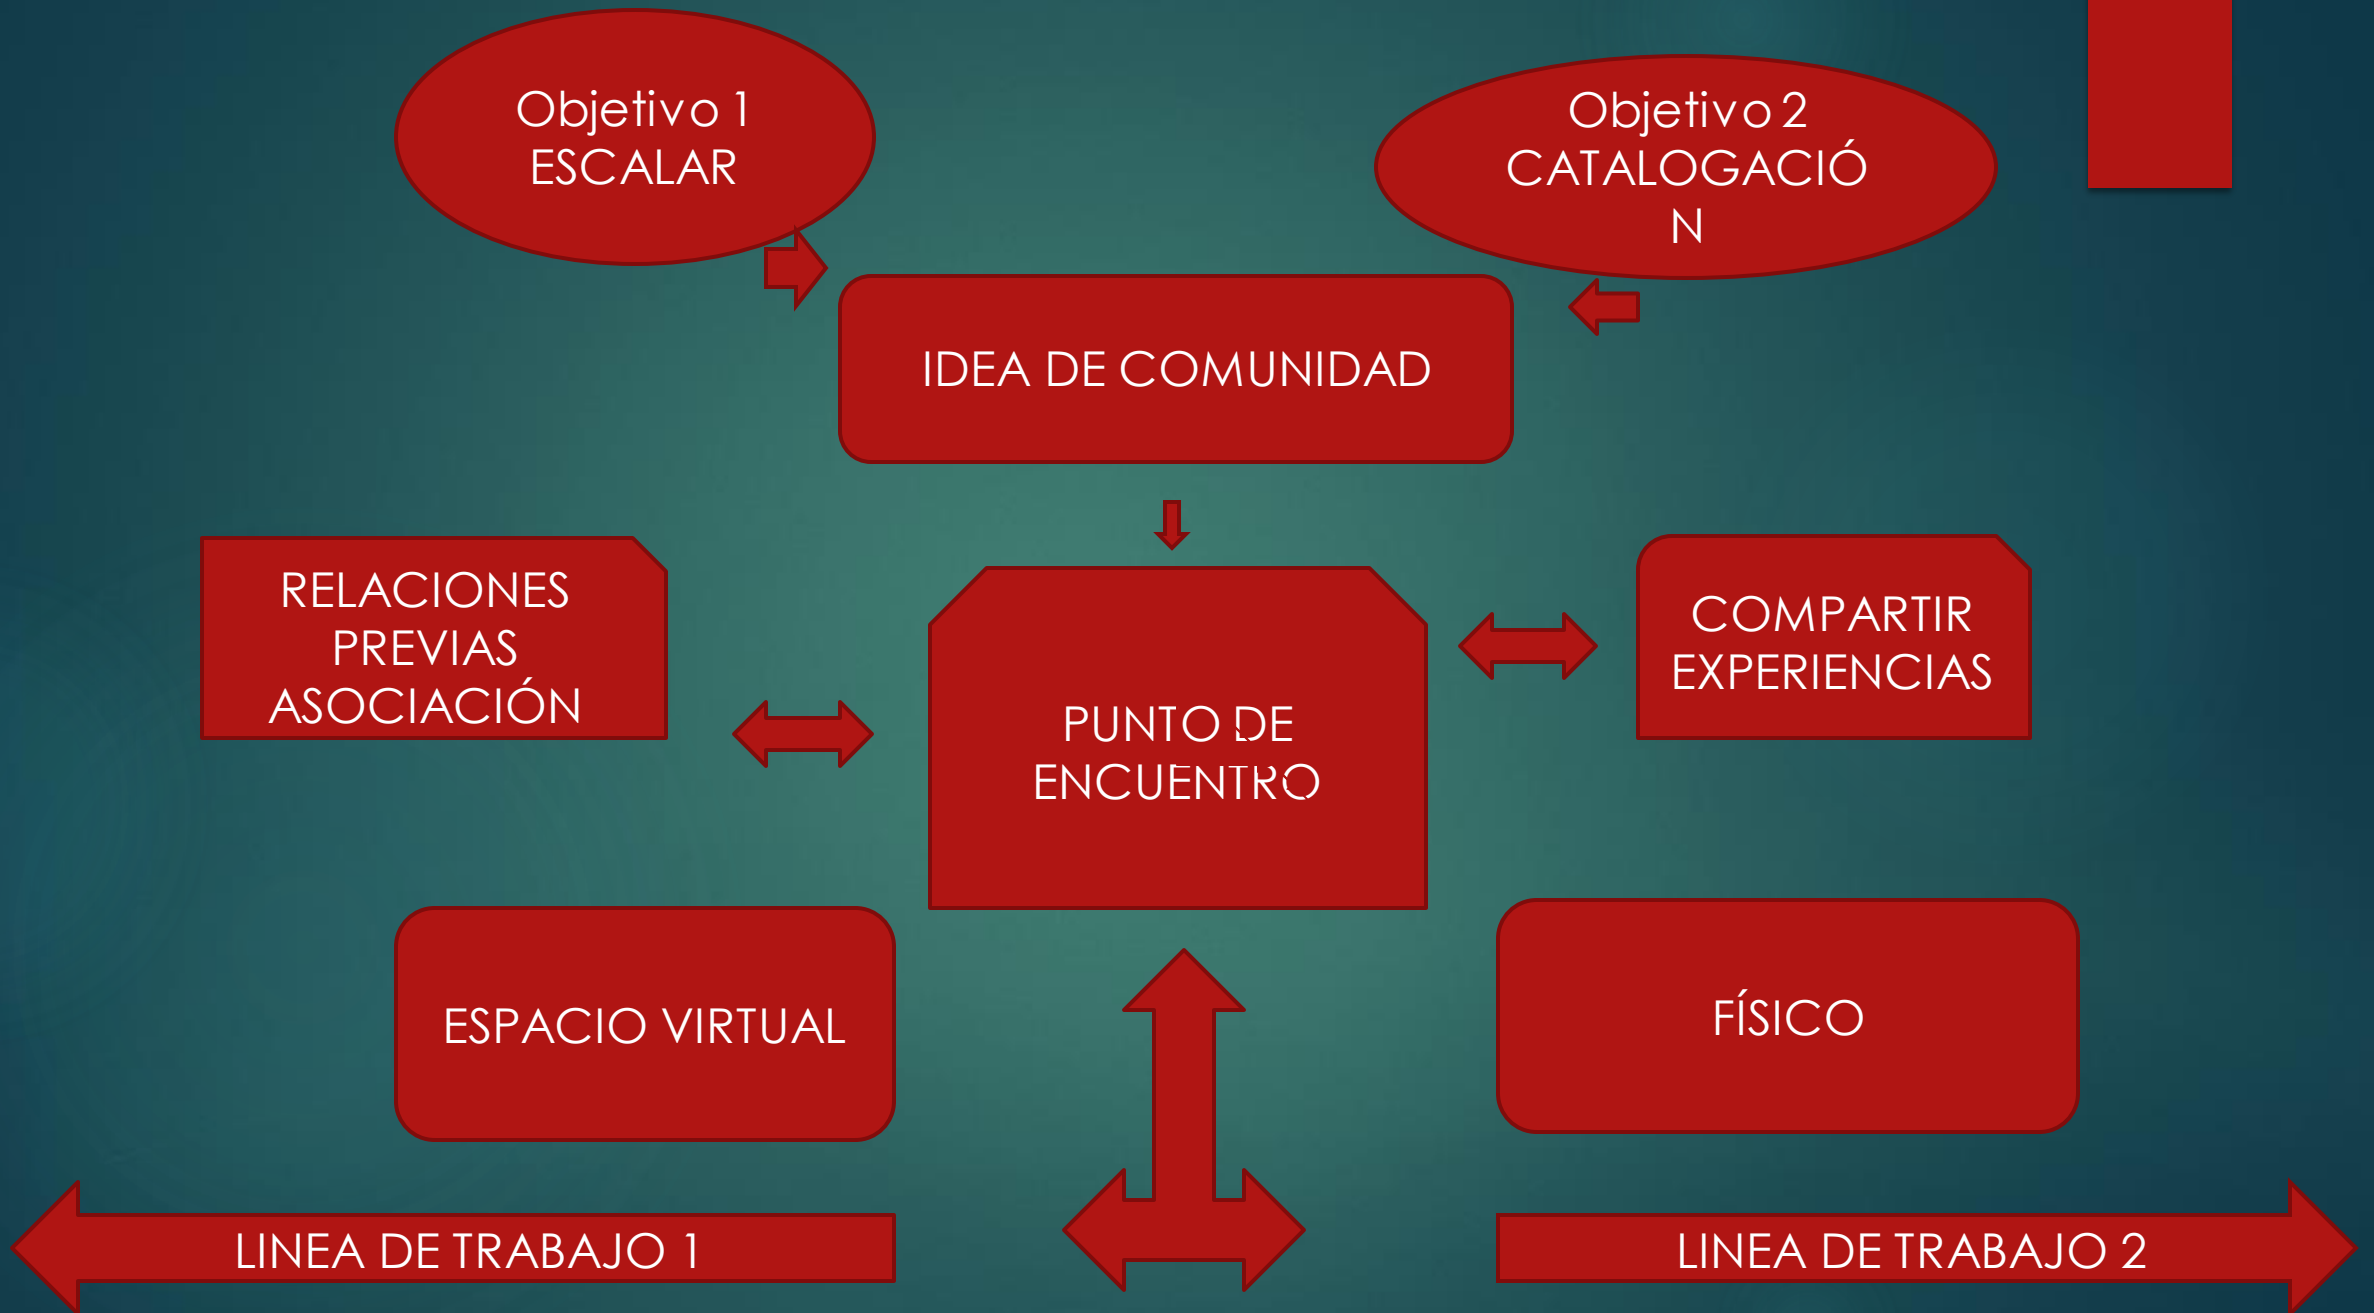 Objetivo 1
ESCALAR
Objetivo 2
CATALOGACIÓ
N
IDEA DE COMUNIDAD
RELACIONES
PREVIAS
ASOCIACIÓN
PUNTO DE
ENCUENTRO
COMPARTIR
EXPERIENCIAS
ESPACIO VIRTUAL
FÍSICO
LINEA DE TRABAJO 1
LINEA DE TRABAJO 2